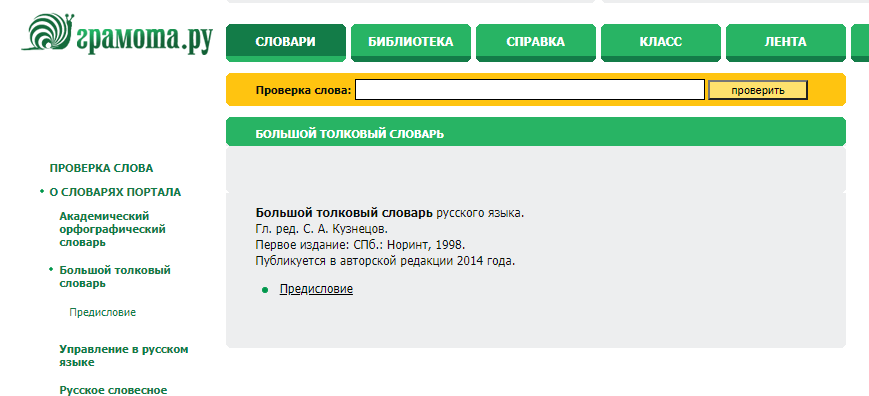 грамота.ру
СЛОВАРИ
БИБЛИОТЕКА
СПРАВКА
КЛАСС
ЛЕНТА
Проверка слова:
проверить
БОЛЬШОЙ ТОЛКОВЫЙ СЛОВАРЬ
ПРОВЕРКА СЛОВА
О СЛОВАРЯХ ПОРТАЛА
Академический
орфографический
словарь
Большой толковый
словарь
Предисловие
Управление в русском
языке
Русское словесное
Большой толковый словарь русского языка.
Гл. ред. С. А. Кузнецов.
Первое издание: СПб.: Норинт, 1998.
Публикуется в авторской редакции 2014 года.
Предисловие